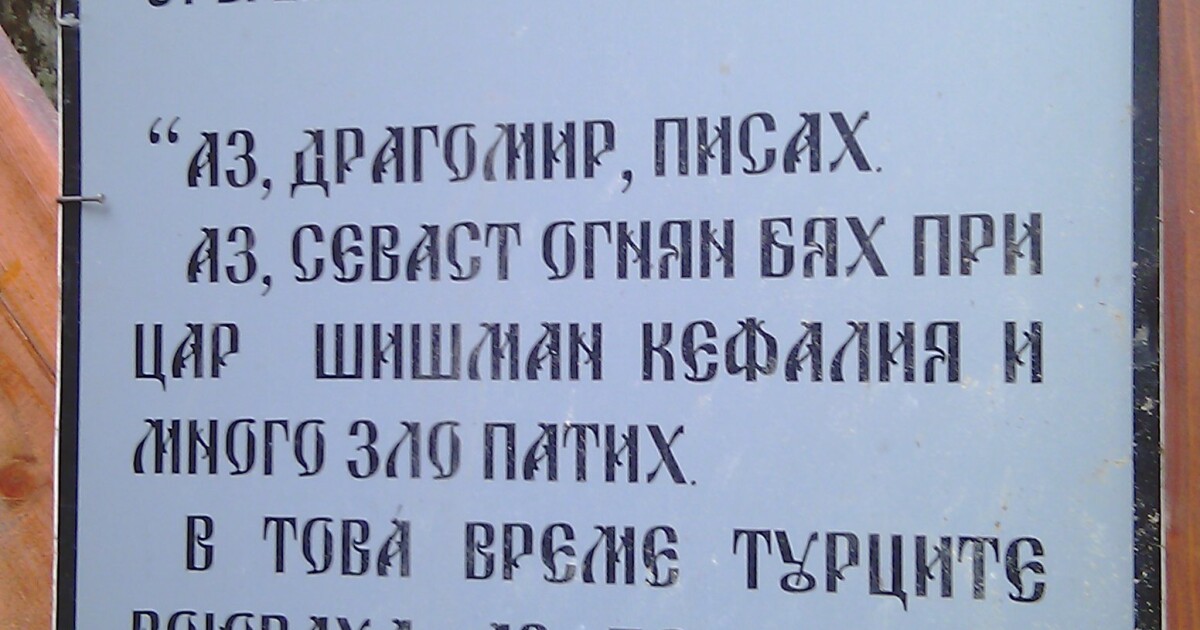 “АЗ, ДРАГОМИР, ПИСАХ.
АЗ, СЕВАСТ ОГНЯН БЯХ ПРИ
ЦАР ШИШМАН КЕФАЛИЯ И
МНОГО ЗЛО ПАТИХ.
В ТОВА ВРЕМЕ ТУРЦИТЕ